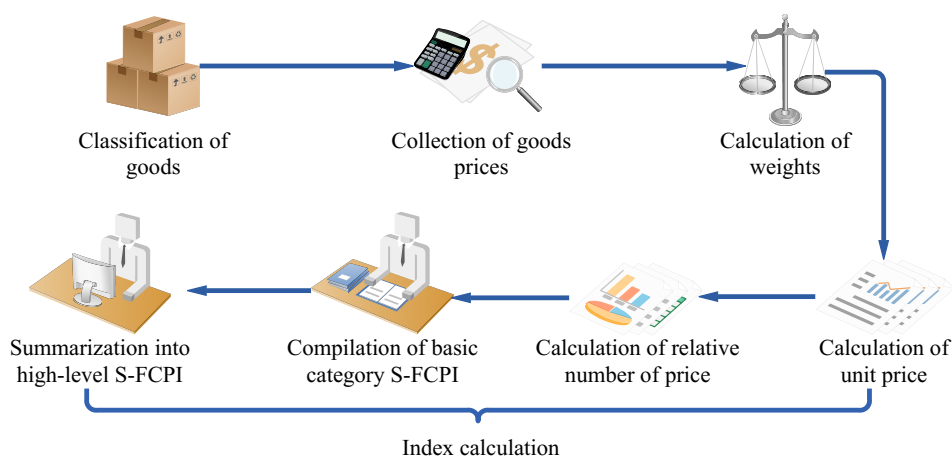 Classification of
goods
Collection of goods
prices
Calculation of
weights
Summarization into
high-level S-FCPI
Compilation of basic
category S-FCPI
Calculation of relative
number of price
Calculation of
unit price
Index calculation